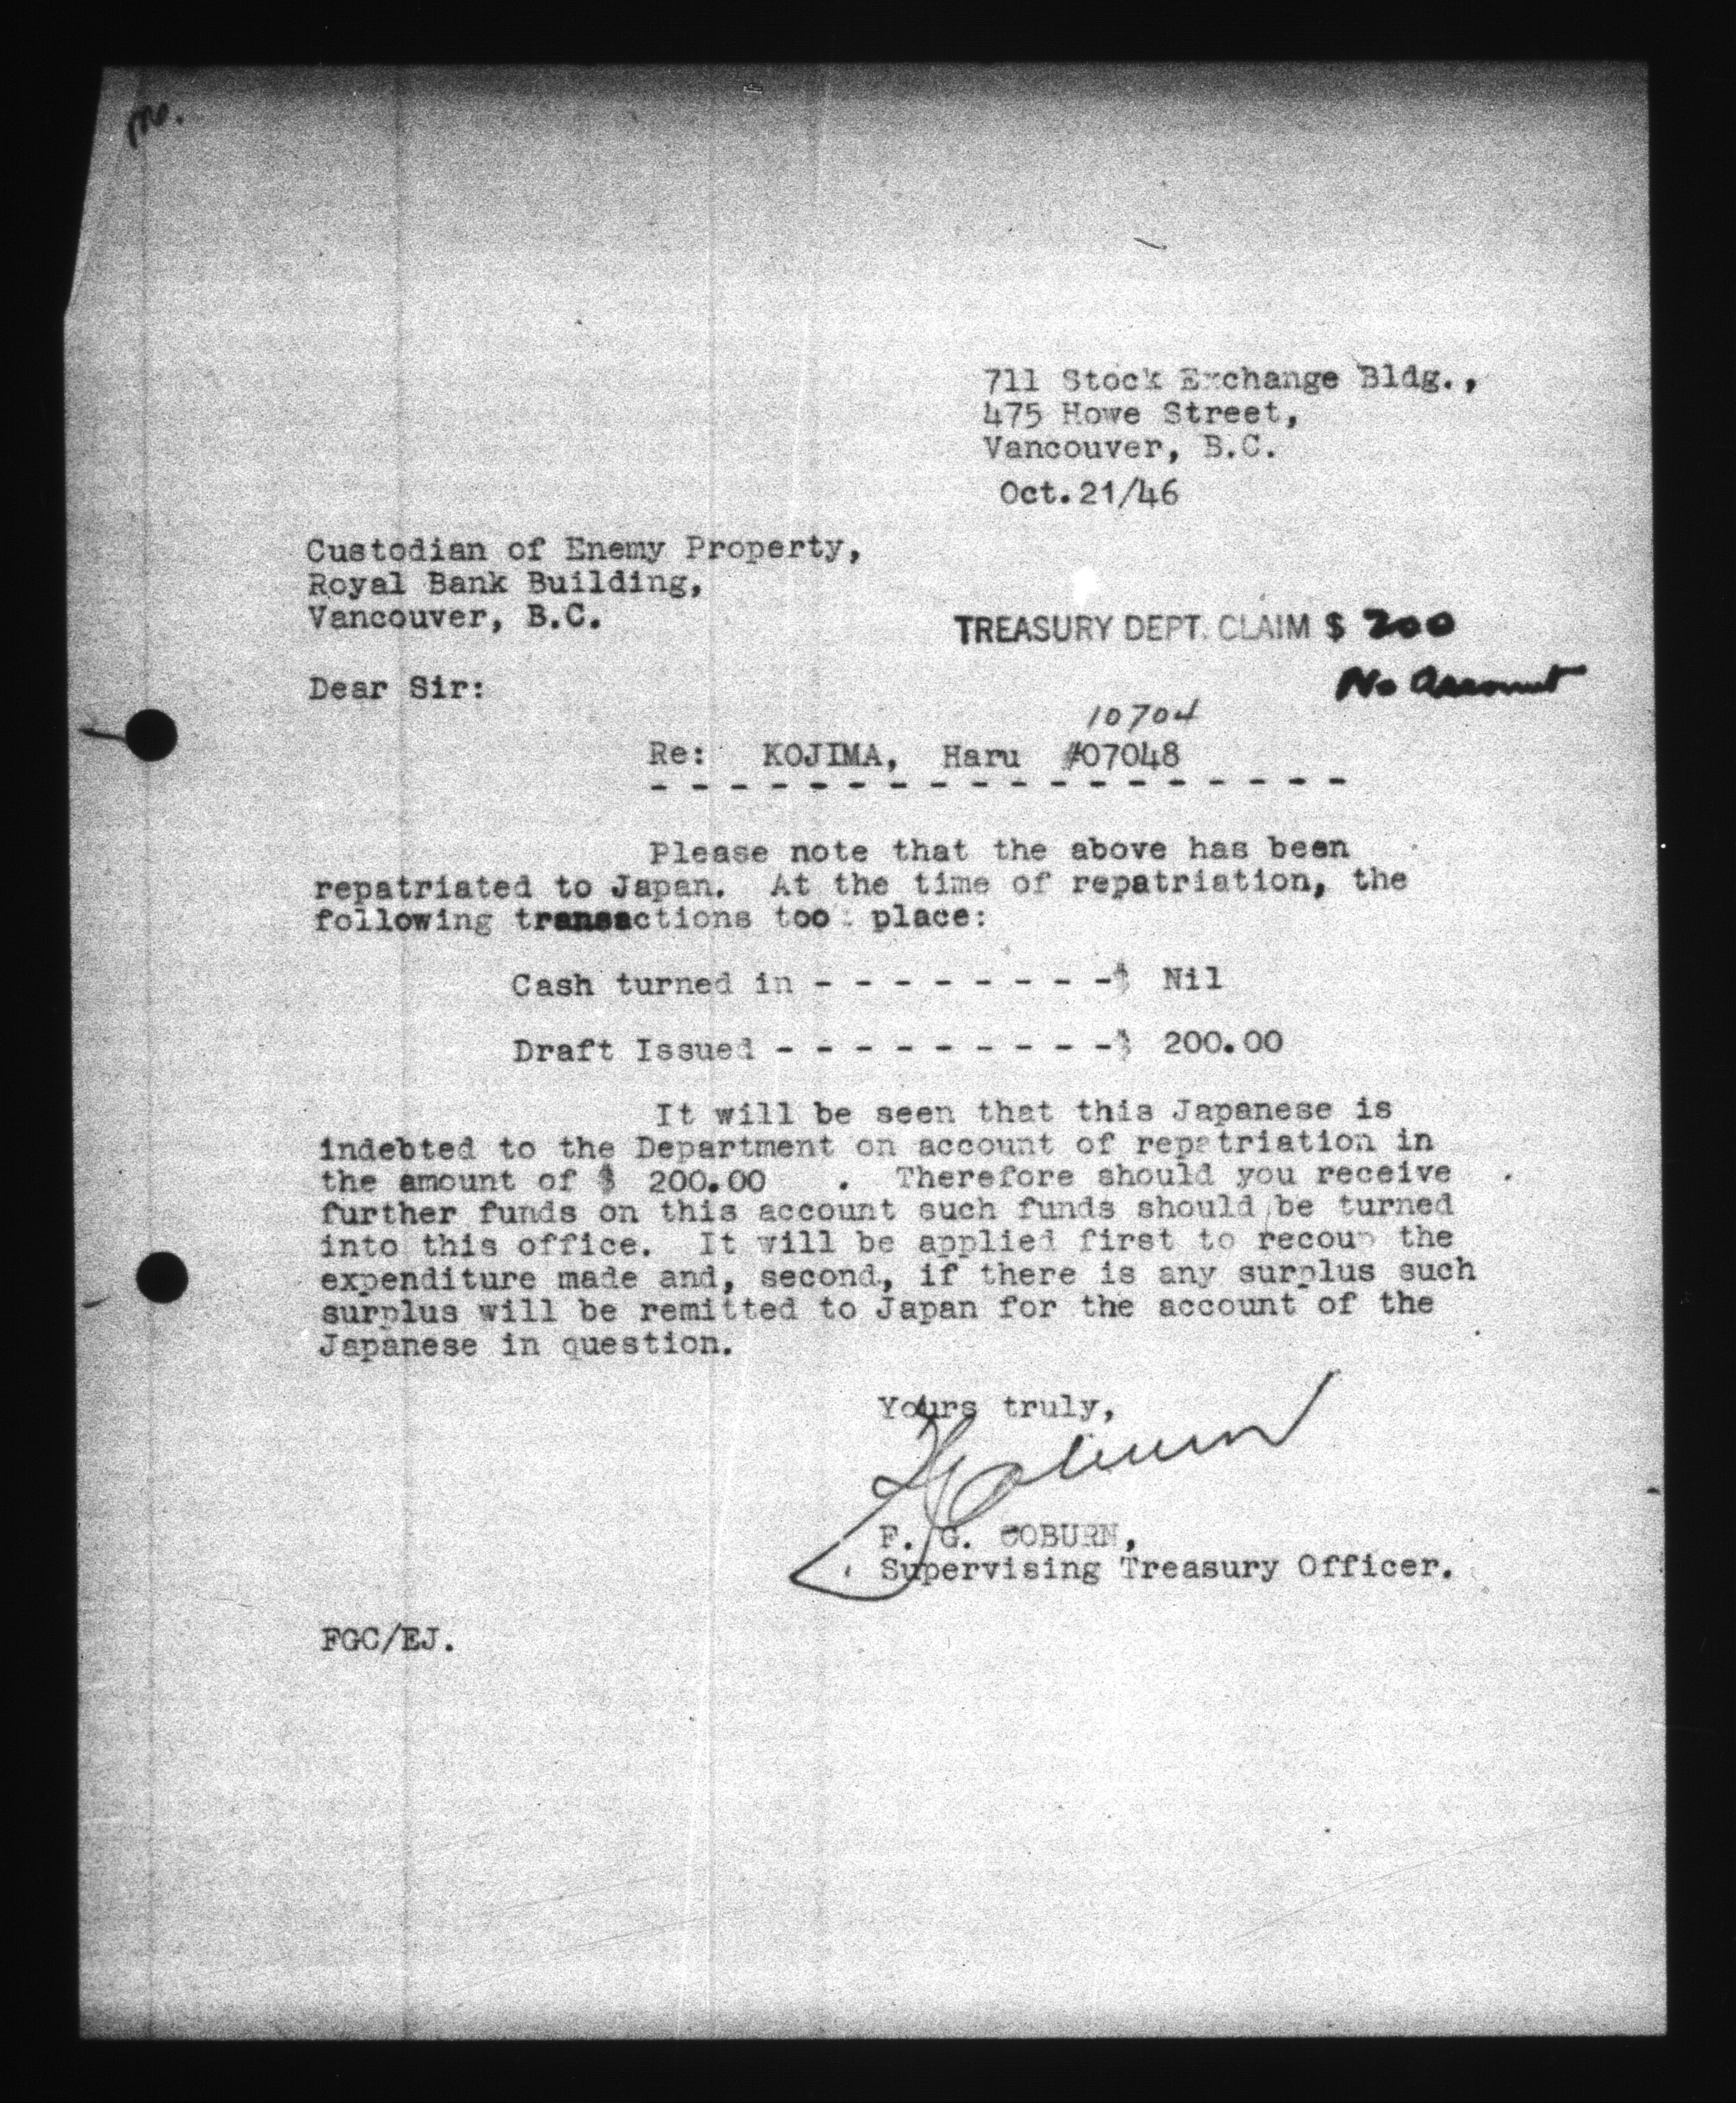 mo.
711 Stock Exchange Bldg.,
475 Howe Street,
Vancouver, B.C.
Oct. 21/46
Custodian of Enemy Property,
Royal Bank Building,
Vancouver, B.C.
TREASURY DEPT. CLAIM $ 200
No Account
Dear Sir:
10704
Re: KOJIMA, Haru #07048
- - - - - - - - - - - - - - - - - -
Please note that the above has been
repatriated to Japan. At the time of repatriation, the
following transactions took place:
Cash turned in - - - - - - - -$ Nil
Draft Issued - - - - - - - - -$ 200.00
It will be seen that this Japanese is
indebted to the Department on account of repatriation in
the amount of $ 200.00 . Therefore should you receive
further funds on this account such funds should be turned
into this office. It will be applied first to recoup the
expenditure made and, second, if there is any surplus such
surplus will be remitted to Japan for the account of the
Japanese in question.
Yours truly,
F G Coburn
F. G. COBURN,
Supervising Treasury Officer.
FGC/EJ.